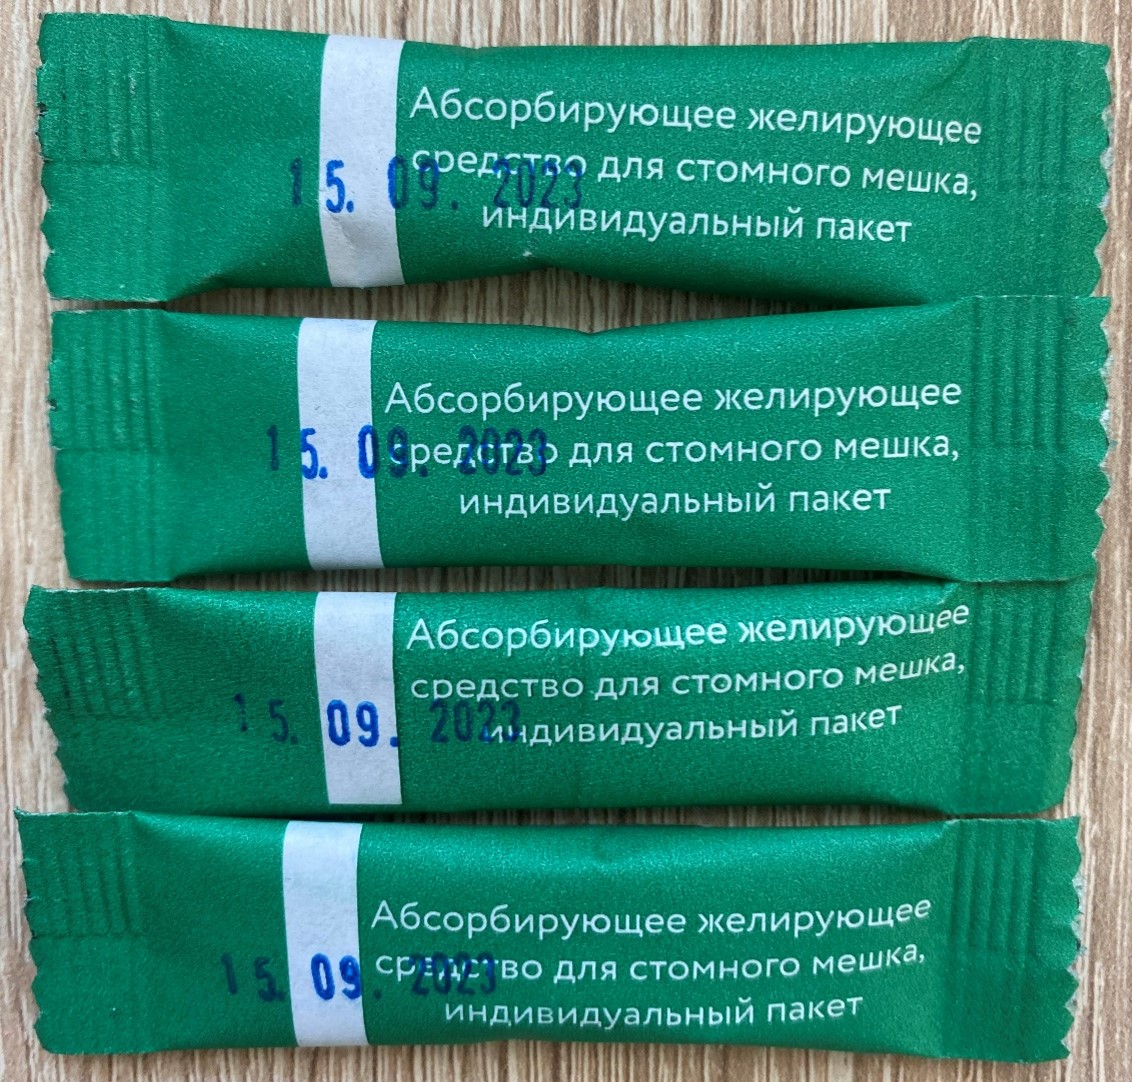 Абсорбирующее желирующее
средство для стомного мешка,
индивидуальный пакет
15. 09. 2023
Абсорбирующее желирующее
средство для стомного мешка,
индивидуальный пакет
15. 09. 2023
Абсорбирующее желирующее
средство для стомного мешка,
индивидуальный пакет
15. 09. 2023
Абсорбирующее желирующее
средство для стомного мешка,
индивидуальный пакет
15. 09. 2023